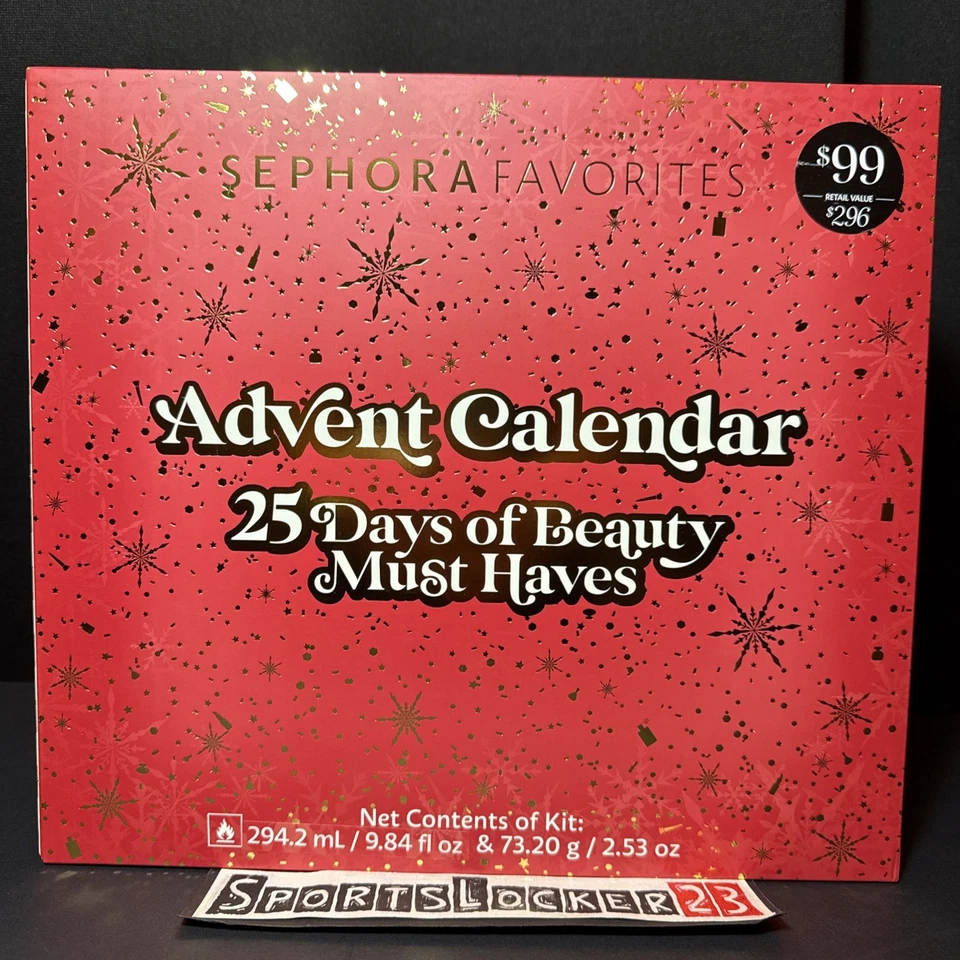 SEPHORA FAVORITES
$99
RETAIL VALUE
$296
Advent Calendar
25 Days of Beauty
Must Haves
Net Contents of Kit:
294.2 mL / 9.84 fl oz & 73.20 g / 2.53 oz
SPORTSLOCKER23